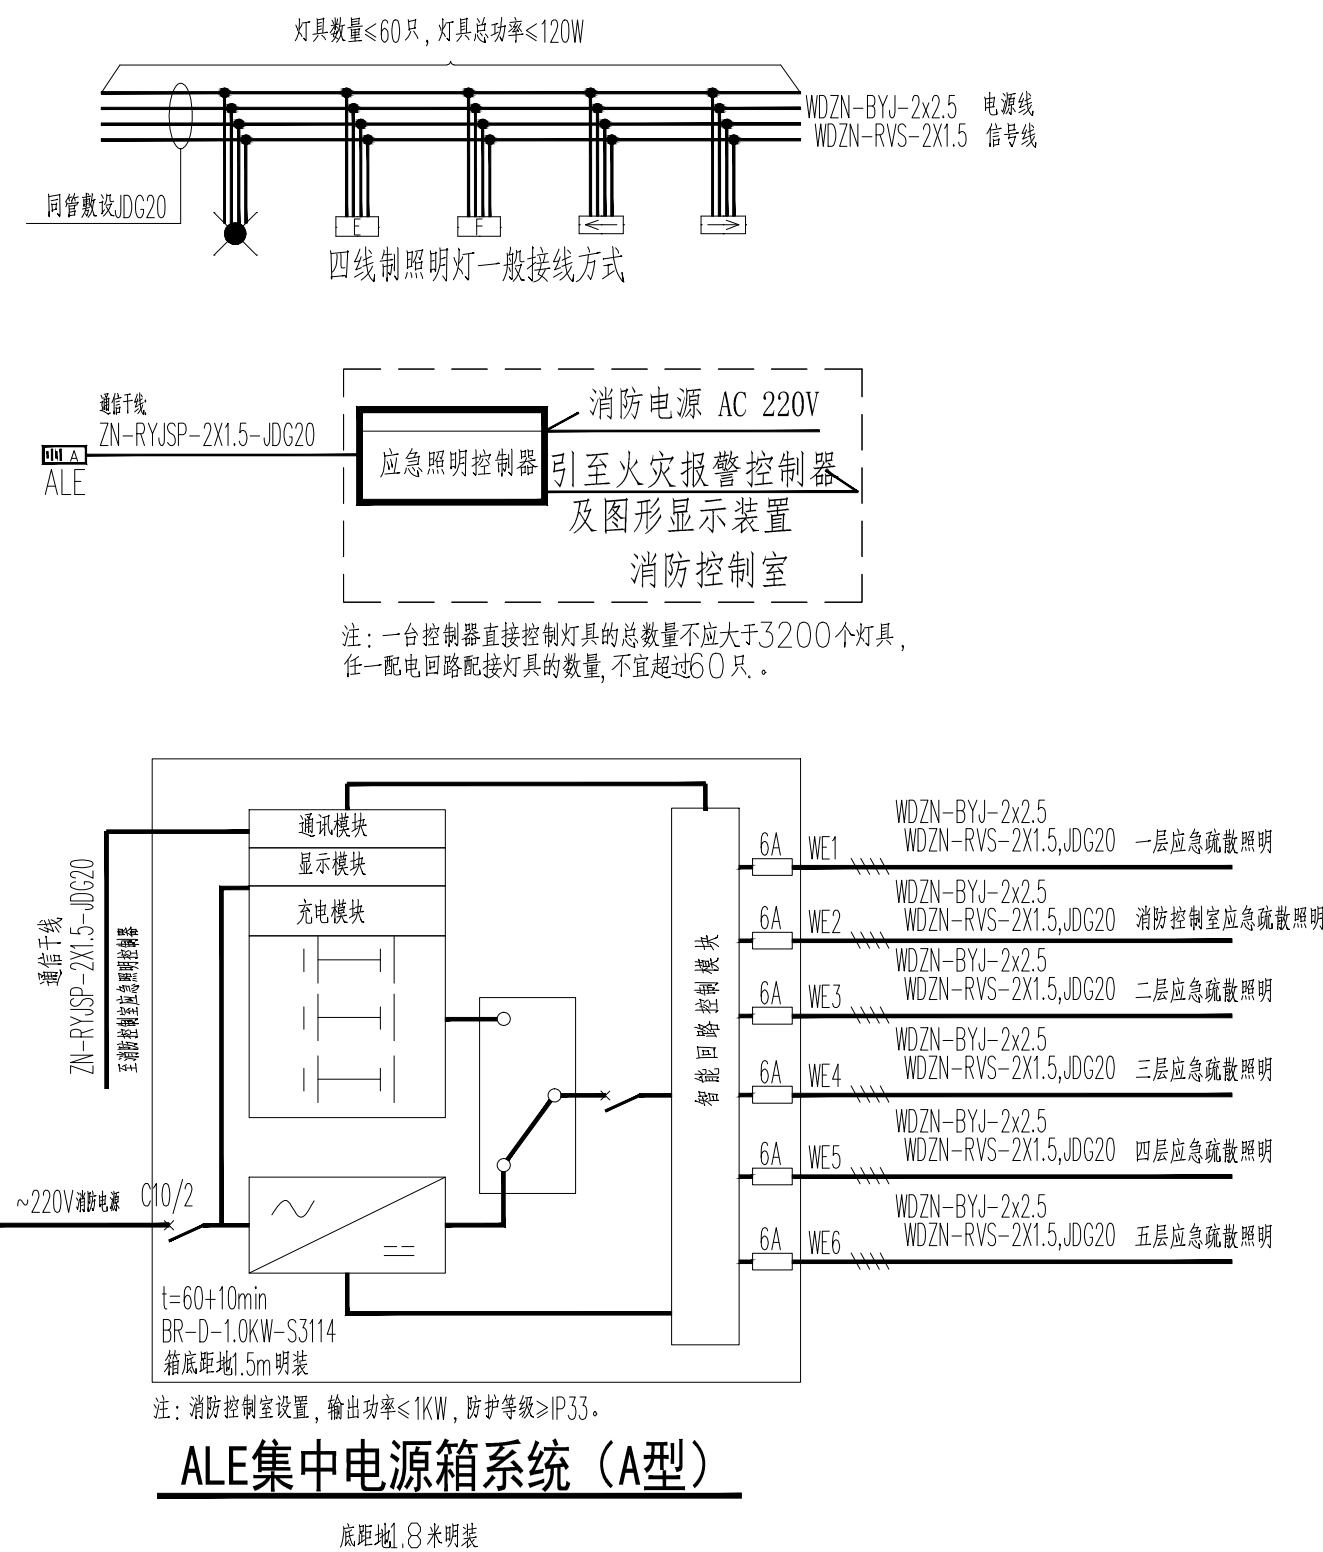 灯具数量≤60只，灯具总功率≤120W
WDZN-BYJ-2x2.5 电源线
WDZN-RVS-2X1.5 信号线
同管敷设JDG20
E
F
四线制照明灯一般接线方式
通信干线
ZN-RYJSP-2X1.5-JDG20
A
ALE
消防电源 AC 220V
应急照明控制器
引至火灾报警控制器
及图形显示装置
消防控制室
注：一台控制器直接控制灯具的总数量不应大于3200个灯具，
任一配电回路配接灯具的数量，不宜超过60只.。
通讯模块
显示模块
充电模块
通信干线
ZN-RYJSP-2X1.5-JDG20
至消防控制室应急照明控制器
智能回路控制模块
6A WE1
WDZN-BYJ-2x2.5
WDZN-RVS-2X1.5,JDG20 一层应急疏散照明
6A WE2
WDZN-BYJ-2x2.5
WDZN-RVS-2X1.5,JDG20 消防控制室应急疏散照明
6A WE3
WDZN-BYJ-2x2.5
WDZN-RVS-2X1.5,JDG20 二层应急疏散照明
6A WE4
WDZN-BYJ-2x2.5
WDZN-RVS-2X1.5,JDG20 三层应急疏散照明
6A WE5
WDZN-BYJ-2x2.5
WDZN-RVS-2X1.5,JDG20 四层应急疏散照明
6A WE6
WDZN-BYJ-2x2.5
WDZN-RVS-2X1.5,JDG20 五层应急疏散照明
~220V消防电源 C10/2
t=60+10min
BR-D-1.0KW-S3114
箱底距地1.5m明装
注：消防控制室设置，输出功率≤1KW，防护等级≥IP33。
ALE集中电源箱系统（A型）
底距地1.8米明装